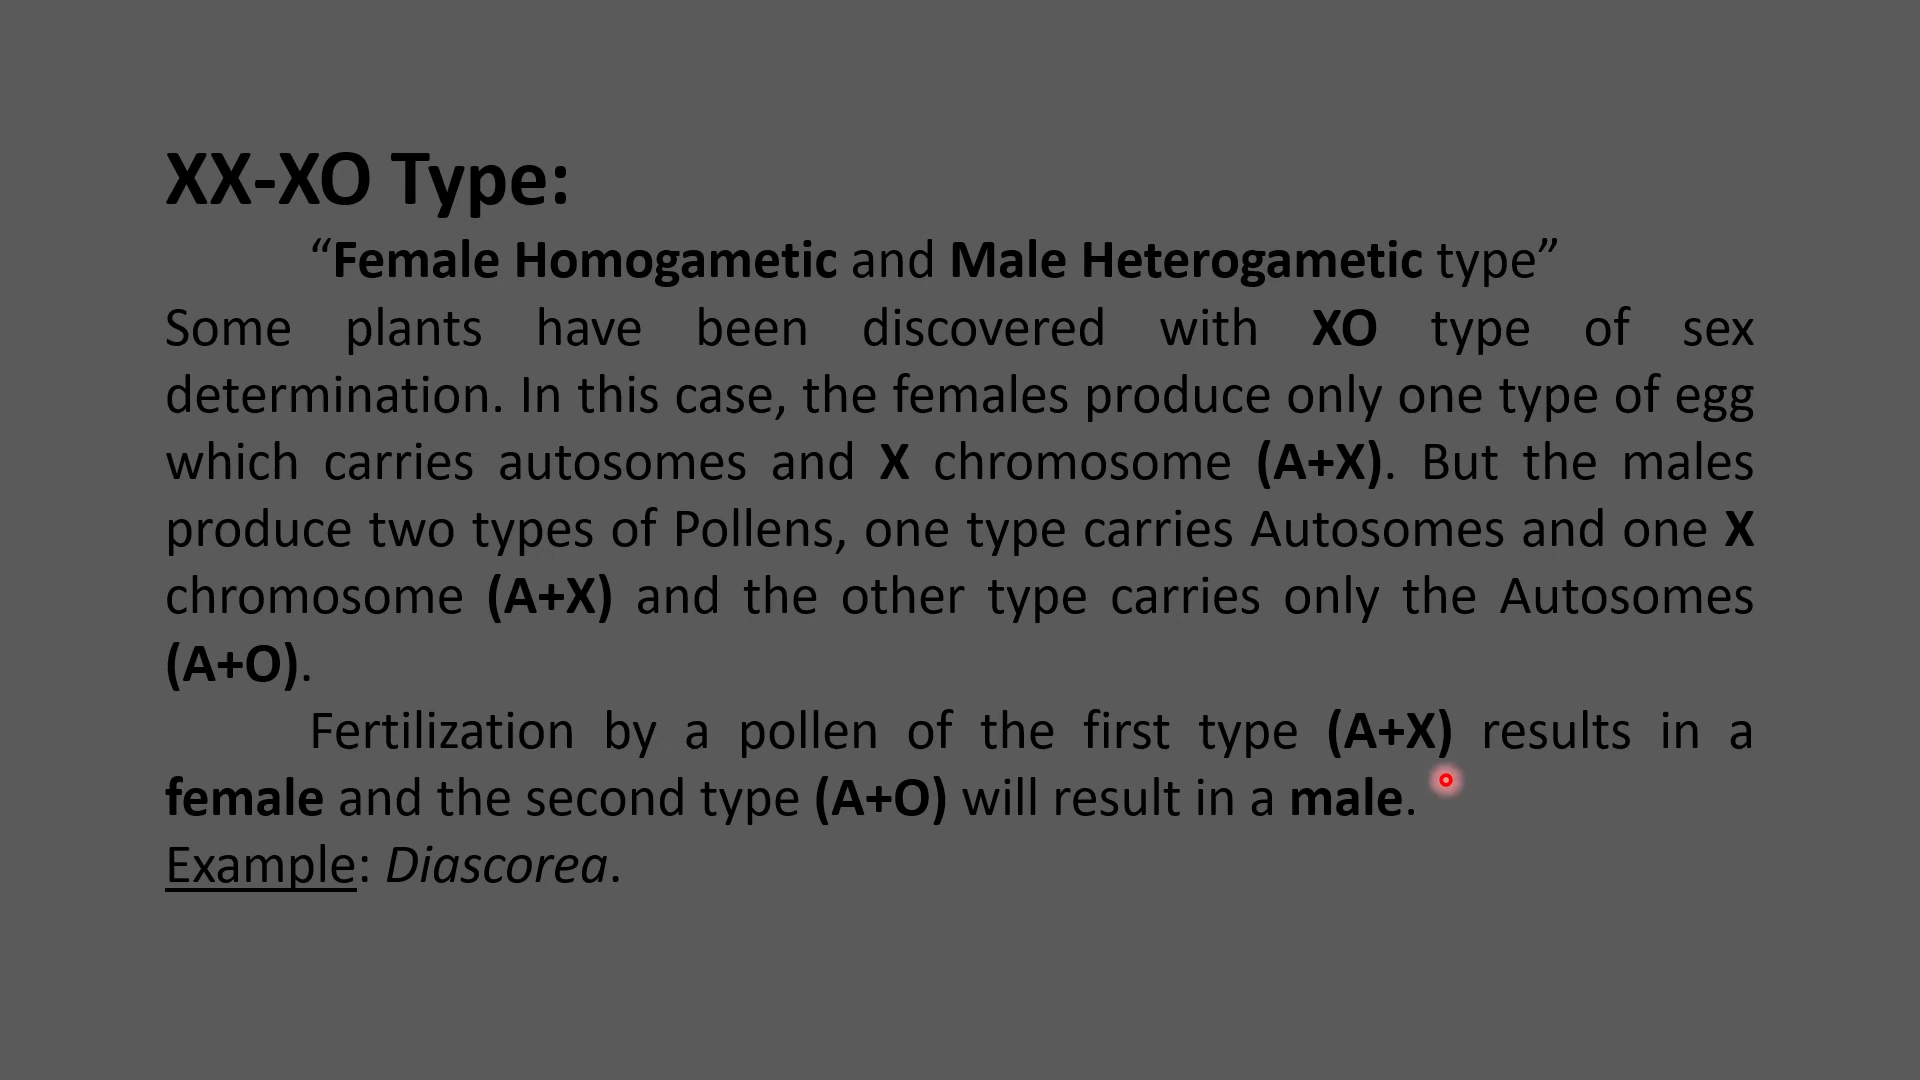 XX-XO Type:
“Female Homogametic and Male Heterogametic type”
Some plants have been discovered with XO type of sex
determination. In this case, the females produce only one type of egg
which carries autosomes and X chromosome (A+X). But the males
produce two types of Pollens, one type carries Autosomes and one X
chromosome (A+X) and the other type carries only the Autosomes
(A+O).
Fertilization by a pollen of the first type (A+X) results in a
female and the second type (A+O) will result in a male.
Example: Diascorea.